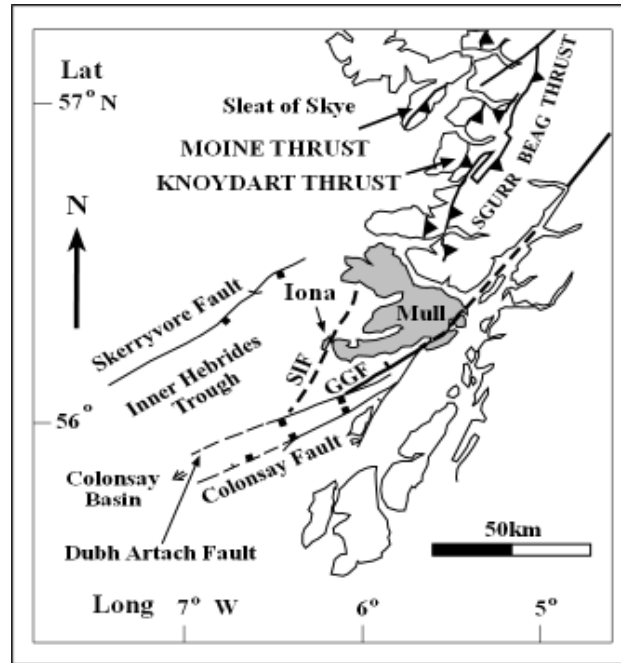 Lat
57° N
Sleat of Skye
MOINE THRUST
KNOYDART THRUST
SGURR BEAG THRUST
N
Iona
Mull
Skerryvore Fault
Inner Hebrides
Trough
SIF
GGF
56°
Colonsay Fault
Colonsay
Basin
50km
Dubh Artach Fault
Long 7° W 6° 5°